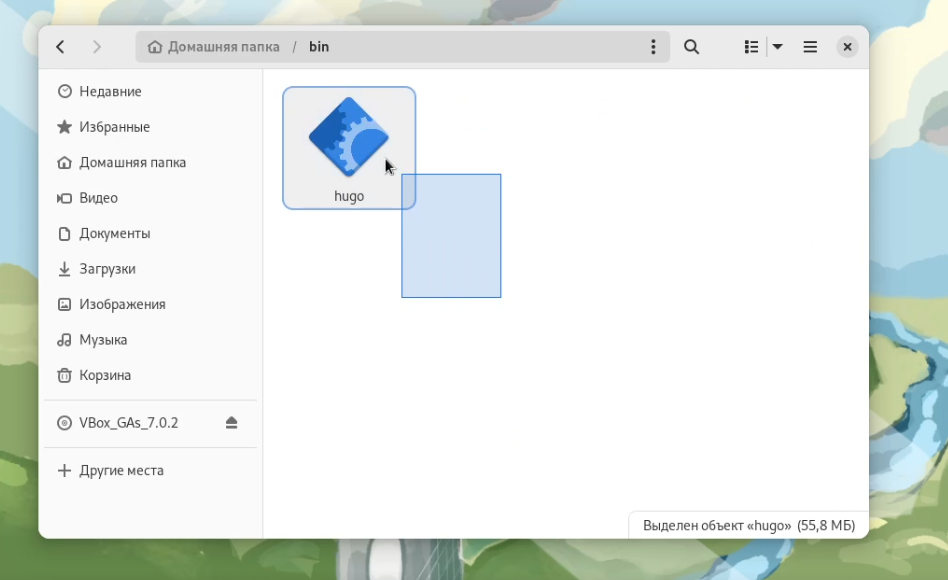 Домашняя папка / bin
Недавние
Избранные
Домашняя папка
Видео
Документы
Загрузки
Изображения
Музыка
Корзина
VBox_GAs_7.0.2
Другие места
hugo
Выделен объект «hugo» (55,8 МБ)